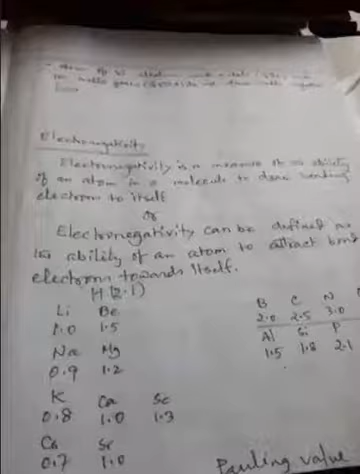 Electronegativity
Electronegativity is a measure of an ability
of an atom in a molecule to draw bonding
electrons to itself
or
Electronegativity can be defined as
the ability of an atom to attract bond
electrons towards itself.
H (2.1)
Li Be B C N
1.0 1.5 2.0 2.5 3.0
Na Mg Al Si P
0.9 1.2 1.5 1.8 2.1
K Ca Sc
0.8 1.0 1.3
Cs Sr
0.7 1.0
Pauling value